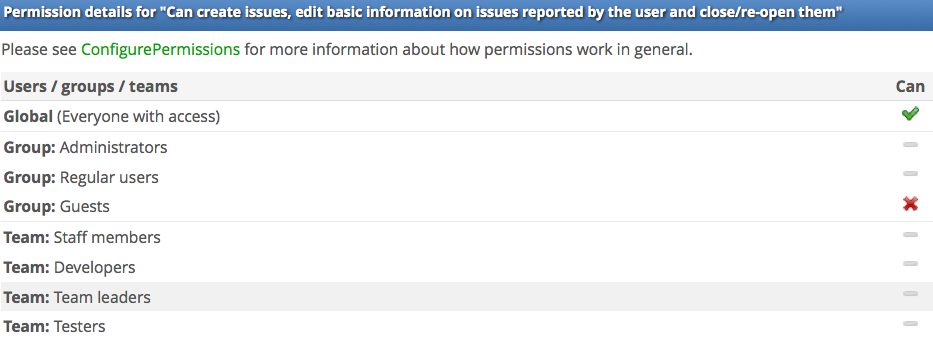 Permission details for "Can create issues, edit basic information on issues reported by the user and close/re-open them"
Please see ConfigurePermissions for more information about how permissions work in general.
Users / groups / teams Can
Global (Everyone with access)
Group: Administrators
Group: Regular users
Group: Guests
Team: Staff members
Team: Developers
Team: Team leaders
Team: Testers